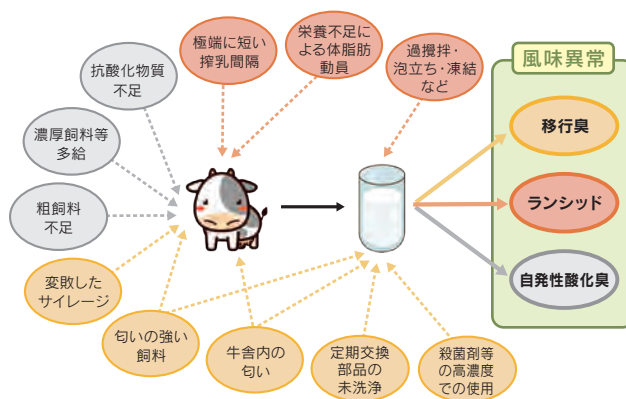 極端に短い
搾乳間隔
栄養不足に
よる体脂肪
動員
過攪拌・
泡立ち・凍結
など
風味異常
抗酸化物質
不足
濃厚飼料等
多給
粗飼料
不足
変敗した
サイレージ
匂いの強い
飼料
牛舎内の
匂い
定期交換
部品の
未洗浄
殺菌剤等
の高濃度
での使用
移行臭
ランシッド
自発性酸化臭